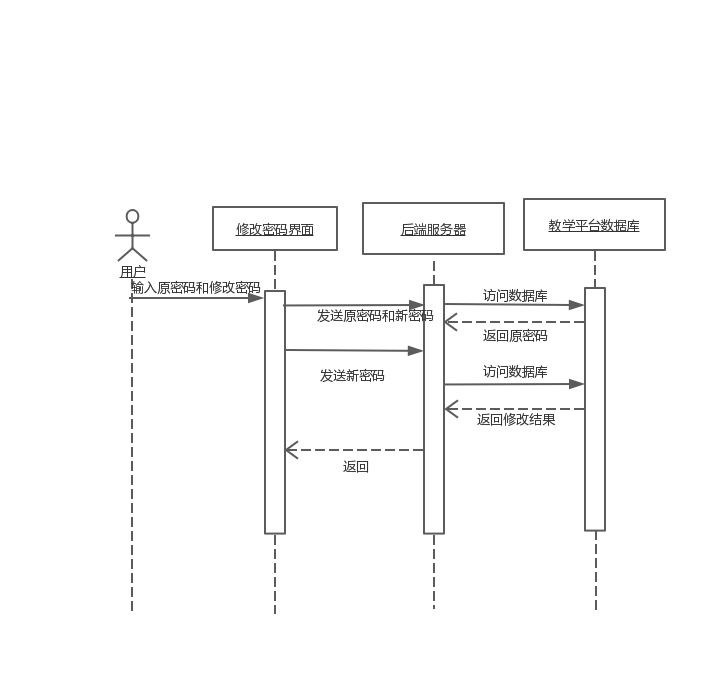 修改密码界面
后端服务器
教学平台数据库
用户
输入原密码和修改密码
发送原密码和新密码
访问数据库
返回原密码
发送新密码
访问数据库
返回修改结果
返回